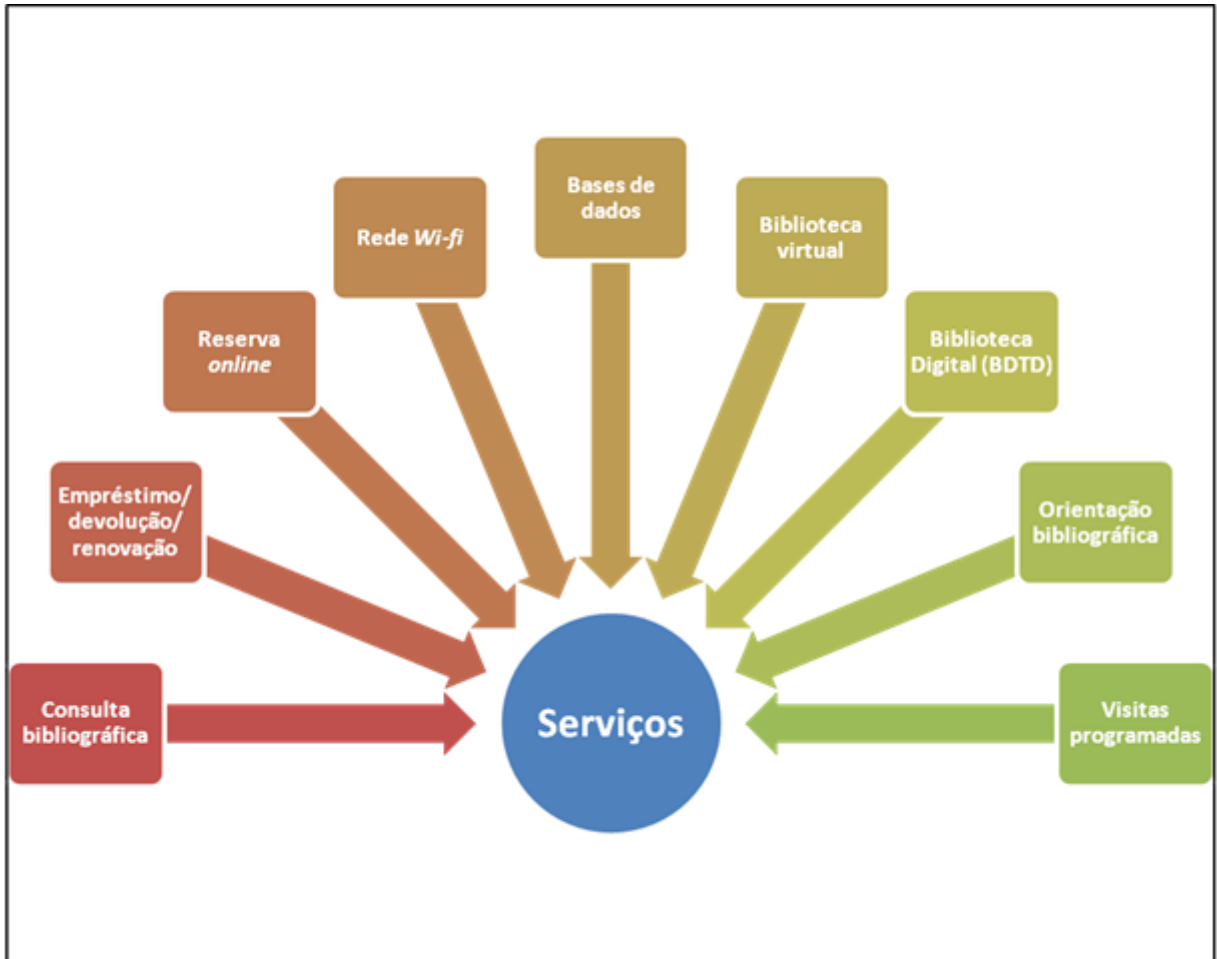 Bases de
dados
Rede Wi-fi
Biblioteca
virtual
Reserva
online
Biblioteca
Digital (BDTD)
Empréstimo/
devolução/
renovação
Orientação
bibliográfica
Consulta
bibliográfica
Serviços
Visitas
programadas